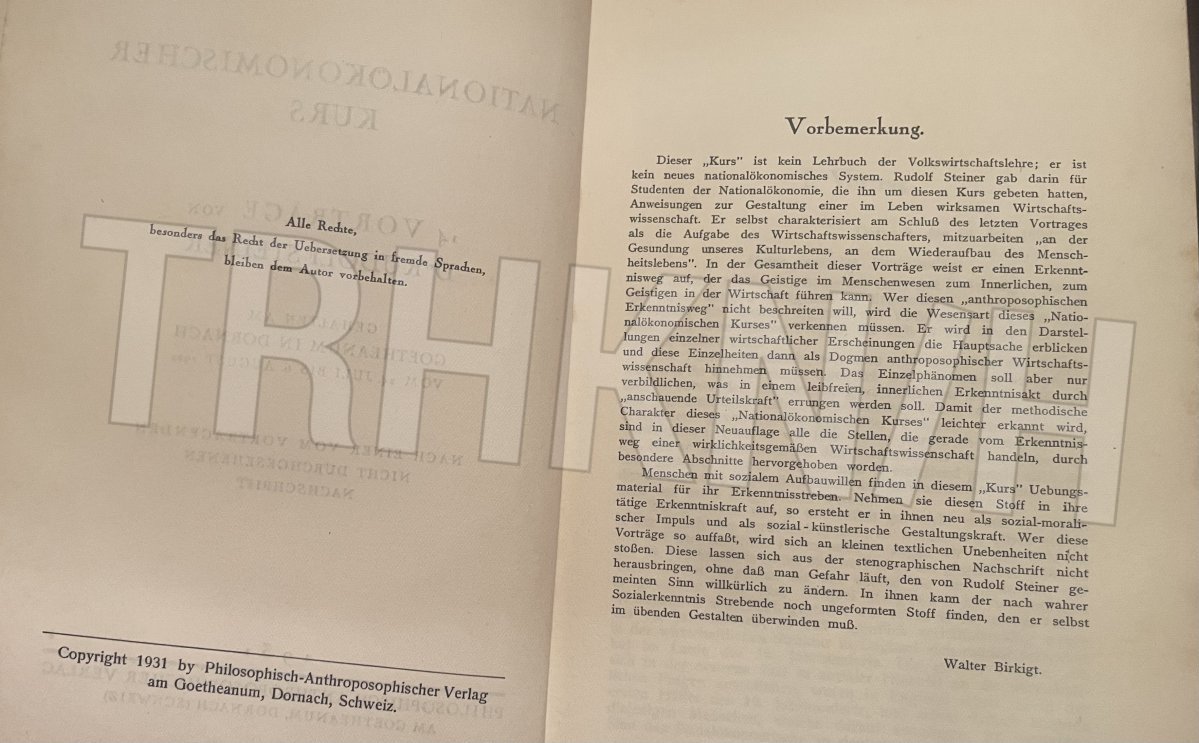 Alle Rechte,
besonders das Recht der Uebersetzung in fremde Sprachen,
bleiben dem Autor vorbehalten.
Copyright 1931 by Philosophisch-Anthroposophischer Verlag
am Goetheanum, Dornach, Schweiz.
Vorbemerkung.
Dieser „Kurs" ist kein Lehrbuch der Volkswirtschaftslehre; er ist
kein neues nationalökonomisches System. Rudolf Steiner gab darin für
Studenten der Nationalökonomie, die ihn um diesen Kurs gebeten hatten,
Anweisungen zur Gestaltung einer im Leben wirksamen Wirtschafts-
wissenschaft. Er selbst charakterisiert am Schluß des letzten Vortrages
als die Aufgabe des Wirtschaftswissenschafters, mitzuarbeiten „an der
Gesundung unseres Kulturlebens, an dem Wiederaufbau des Mensch-
heitslebens". In der Gesamtheit dieser Vorträge weist er einen Erkennt-
nisweg auf, der das Geistige im Menschenwesen zum Innerlichen, zum
Geistigen in der Wirtschaft führen kann. Wer diesen „anthroposophischen
Erkenntnisweg" nicht beschreiten will, wird die Wesensart dieses „Natio-
nalökonomischen Kurses" verkennen müssen. Er wird in den Darstel-
lungen einzelner wirtschaftlicher Erscheinungen die Hauptsache erblicken
und diese Einzelheiten dann als Dogmen anthroposophischer Wirtschafts-
wissenschaft hinnehmen müssen. Das Einzelphänomen soll aber nur
verbildlichen, was in einem leibfreien, innerlichen Erkenntnisakt durch
„anschauende Urteilskraft" errungen werden soll. Damit der methodische
Charakter dieses „Nationalökonomischen Kurses" leichter erkannt wird,
sind in dieser Neuauflage alle die Stellen, die gerade vom Erkenntnis-
weg einer wirklichkeitsgemäßen Wirtschaftswissenschaft handeln, durch
besondere Abschnitte hervorgehoben worden.
Menschen mit sozialem Aufbauwillen finden in diesem „Kurs" Uebungs-
material für ihr Erkenntnisstreben. Nehmen sie diesen Stoff in ihre
tätige Erkenntniskraft auf, so ersteht er in ihnen neu als sozial-morali-
scher Impuls und als sozial-künstlerische Gestaltungskraft. Wer diese
Vorträge so auffaßt, wird sich an kleinen textlichen Unebenheiten nicht
stoßen. Diese lassen sich aus der stenographischen Nachschrift nicht
herausbringen, ohne daß man Gefahr läuft, den von Rudolf Steiner ge-
meinten Sinn willkürlich zu ändern. In ihnen kann der nach wahrer
Sozialerkenntnis Strebende noch ungeformten Stoff finden, den er selbst
im übenden Gestalten überwinden muß.
Walter Birkigt.